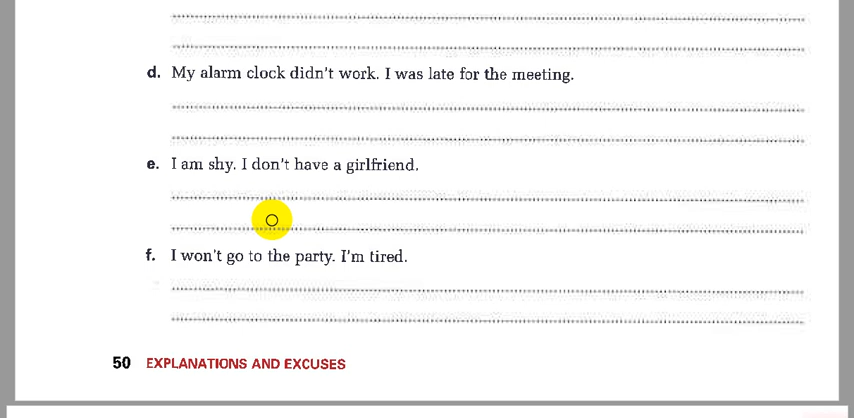 d. My alarm clock didn't work. I was late for the meeting.
e. I am shy. I don't have a girlfriend.
f. I won't go to the party. I'm tired.
50 EXPLANATIONS AND EXCUSES